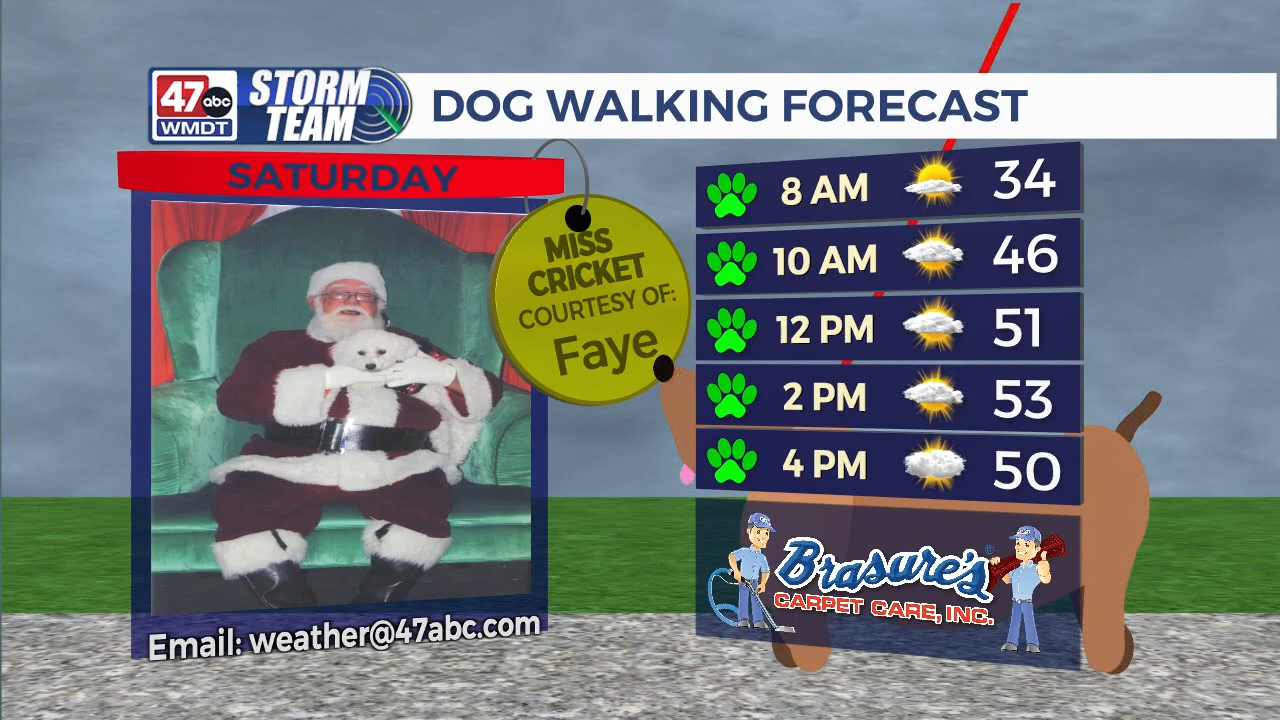 47 abc
WMDT
STORM
TEAM
DOG WALKING FORECAST
SATURDAY
MISS
CRICKET
COURTESY OF:
Faye
8 AM 34
10 AM 46
12 PM 51
2 PM 53
4 PM 50
Brasure's®
CARPET CARE, INC.
Email: weather@47abc.com